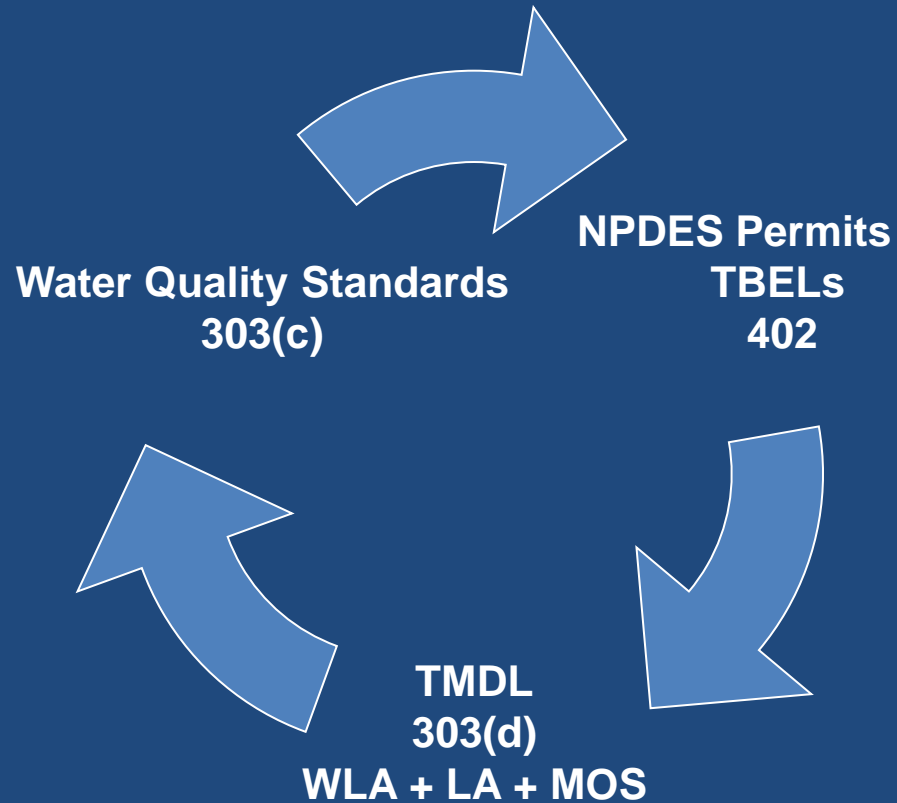 Water Quality Standards
303(c)
NPDES Permits
TBELs
402
TMDL
303(d)
WLA + LA + MOS